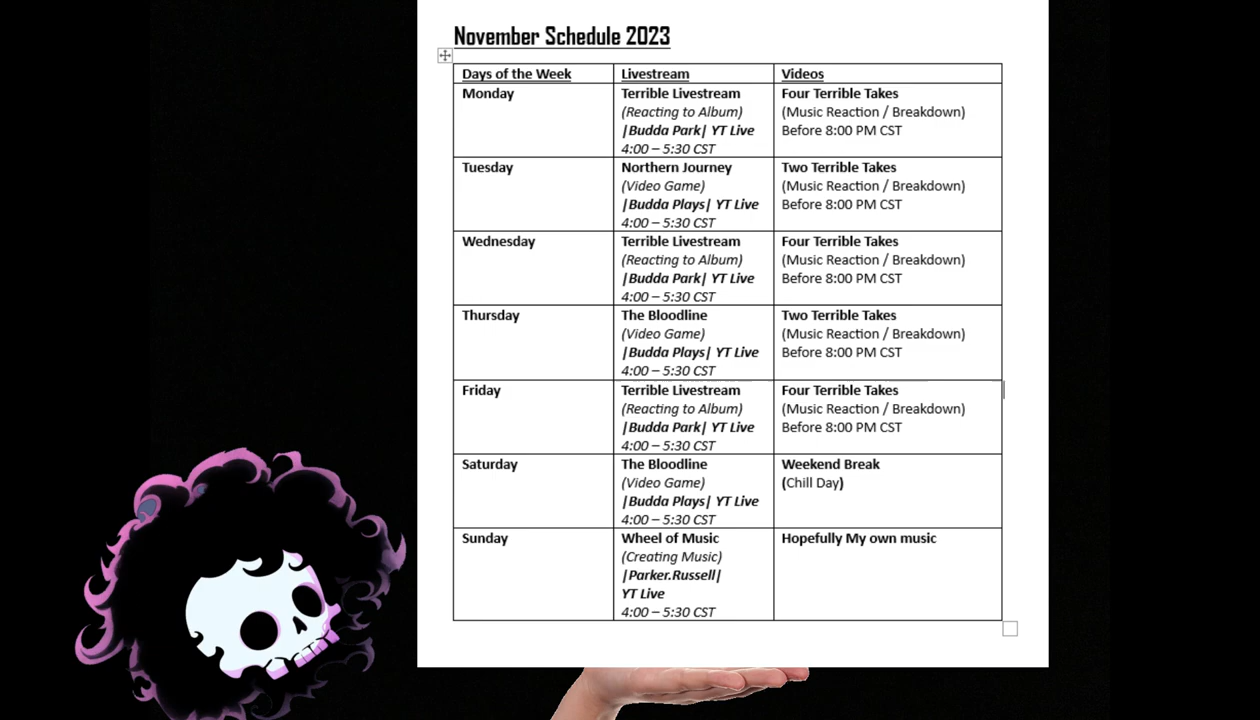 November Schedule 2023
Days of the Week Livestream Videos
Monday Terrible Livestream Four Terrible Takes
(Reacting to Album) (Music Reaction / Breakdown)
|Budda Park| YT Live Before 8:00 PM CST
4:00 – 5:30 CST
Tuesday Northern Journey Two Terrible Takes
(Video Game) (Music Reaction / Breakdown)
|Budda Plays| YT Live Before 8:00 PM CST
4:00 – 5:30 CST
Wednesday Terrible Livestream Four Terrible Takes
(Reacting to Album) (Music Reaction / Breakdown)
|Budda Park| YT Live Before 8:00 PM CST
4:00 – 5:30 CST
Thursday The Bloodline Two Terrible Takes
(Video Game) (Music Reaction / Breakdown)
|Budda Plays| YT Live Before 8:00 PM CST
4:00 – 5:30 CST
Friday Terrible Livestream Four Terrible Takes
(Reacting to Album) (Music Reaction / Breakdown)
|Budda Park| YT Live Before 8:00 PM CST
4:00 – 5:30 CST
Saturday The Bloodline Weekend Break
(Video Game) (Chill Day)
|Budda Plays| YT Live
4:00 – 5:30 CST
Sunday Wheel of Music Hopefully My own music
(Creating Music)
|Parker.Russell|
YT Live
4:00 – 5:30 CST